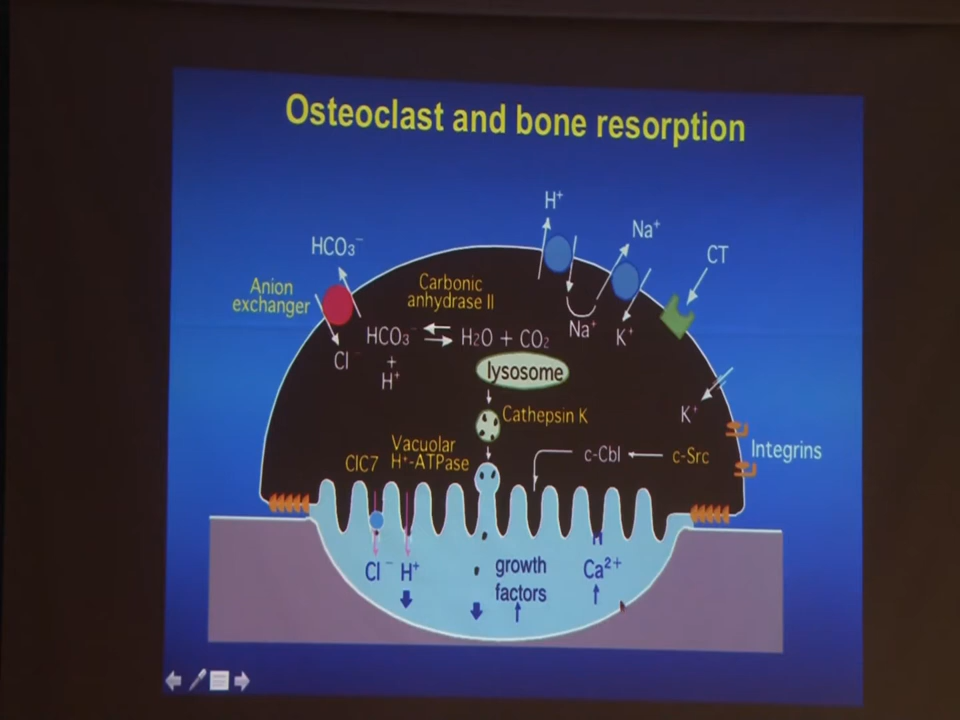 Osteoclast and bone resorption
H⁺
Na⁺
HCO₃⁻
CT
Anion
exchanger
Carbonic
anhydrase II
HCO₃⁻ ⇄ H₂O + CO₂
Na⁺
K⁺
Cl⁻
+
H⁺
lysosome
K⁺
Cathepsin K
Vacuolar
H⁺-ATPase
ClC7
c-Cbl ← c-Src
Integrins
Cl⁻ H⁺
growth
factors
Ca²⁺